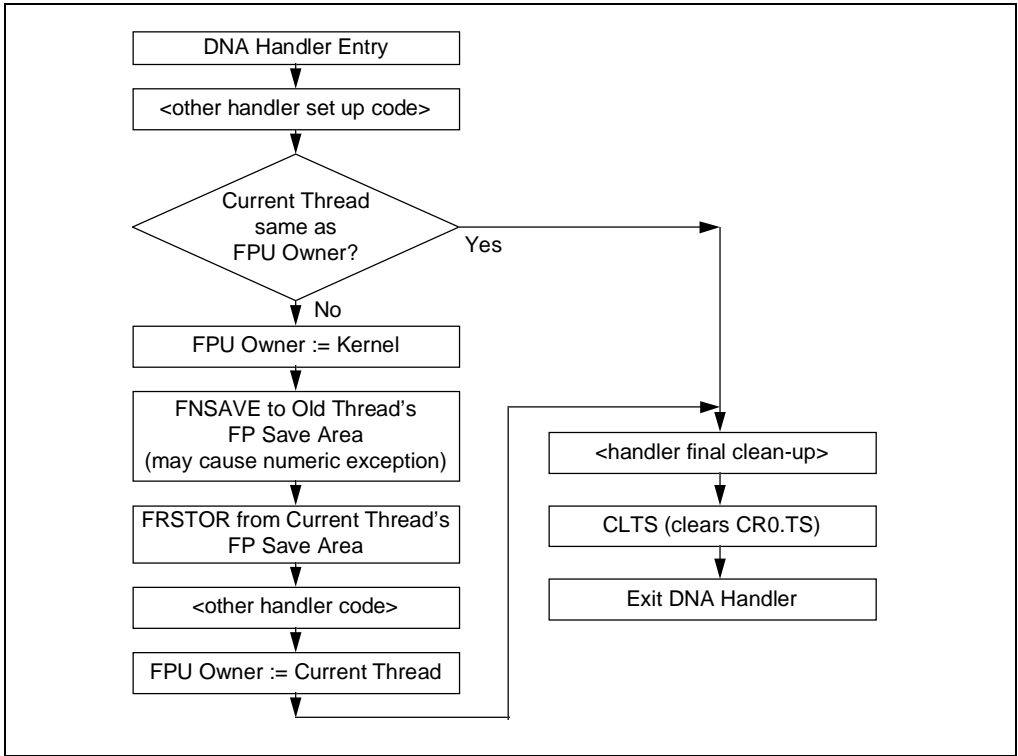 DNA Handler Entry
<other handler set up code>
Current Thread
same as
FPU Owner?
Yes
No
FPU Owner := Kernel
FNSAVE to Old Thread's
FP Save Area
(may cause numeric exception)
FRSTOR from Current Thread's
FP Save Area
<other handler code>
FPU Owner := Current Thread
<handler final clean-up>
CLTS (clears CR0.TS)
Exit DNA Handler